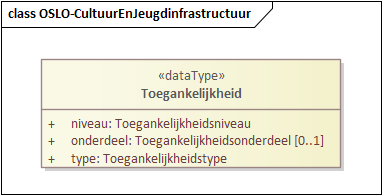 class OSLO-CultuurEnJeugdinfrastructuur
«dataType»
Toegankelijkheid
+ niveau: Toegankelijkheidsniveau
+ onderdeel: Toegankelijkheidsonderdeel [0..1]
+ type: Toegankelijkheidstype